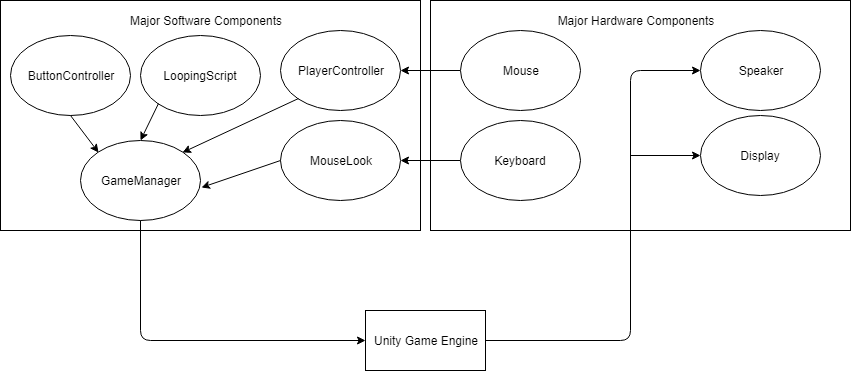 Major Software Components
Major Hardware Components
ButtonController
LoopingScript
PlayerController
Mouse
Speaker
GameManager
MouseLook
Keyboard
Display
Unity Game Engine